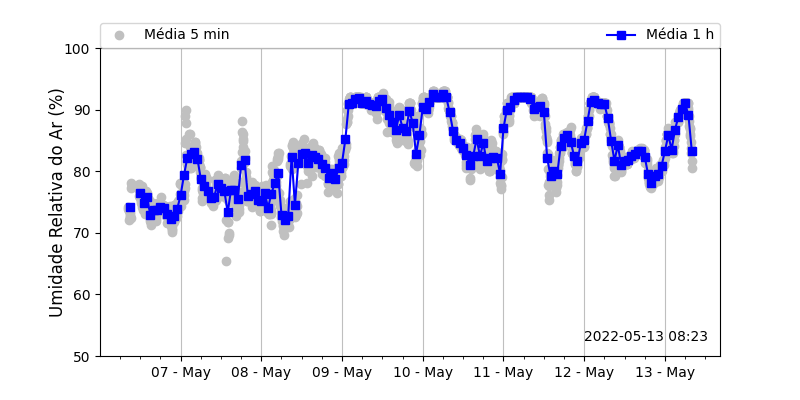 Média 5 min
Média 1 h
Umidade Relativa do Ar (%)
100
90
80
70
60
50
2022-05-13 08:23
07 - May
08 - May
09 - May
10 - May
11 - May
12 - May
13 - May